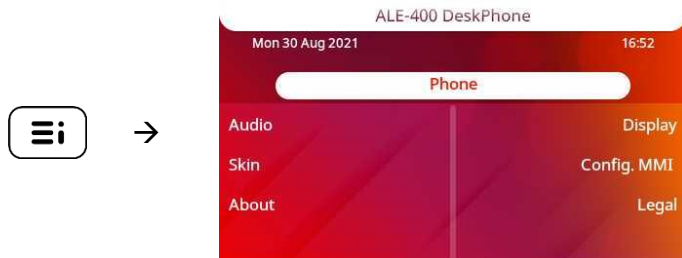 ALE-400 DeskPhone
Mon 30 Aug 2021 16:52
Phone
Audio Display
Skin Config. MMI
About Legal